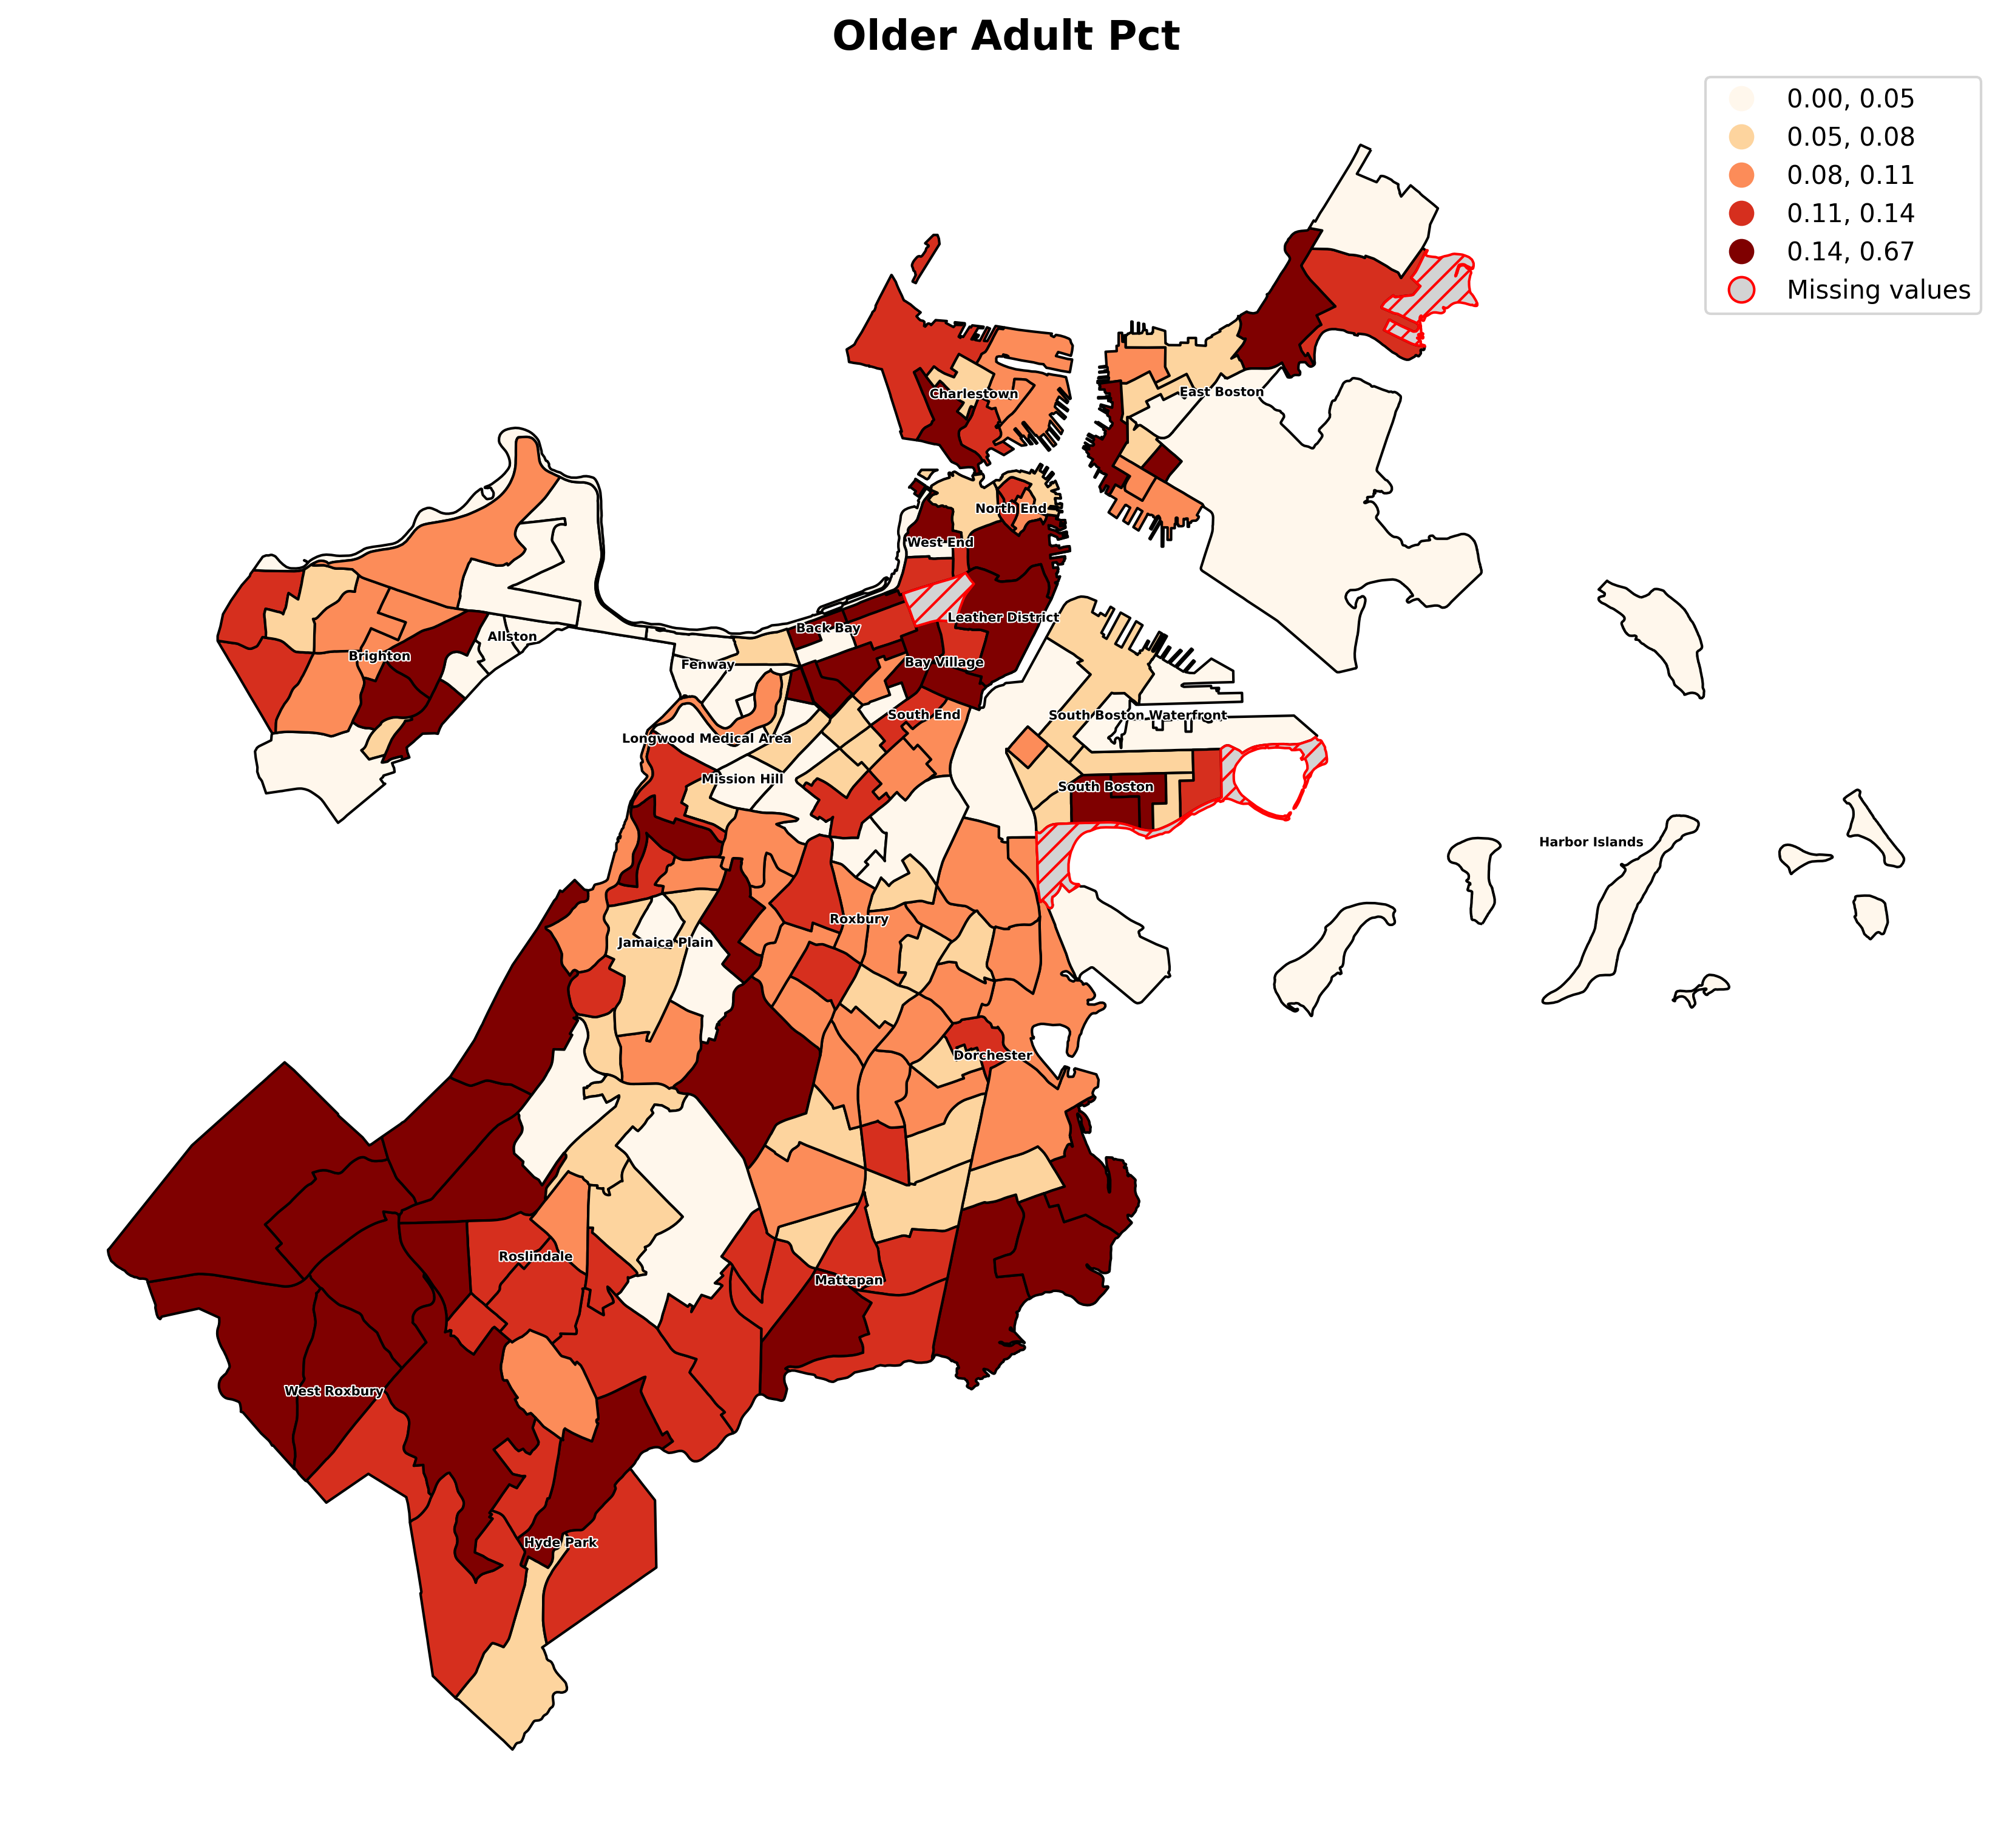 Older Adult Pct
0.00, 0.05
0.05, 0.08
0.08, 0.11
0.11, 0.14
0.14, 0.67
Missing values
Charlestown
East Boston
North End
West End
Leather District
Back Bay
Allston
Brighton
Fenway
Bay Village
South End
South Boston Waterfront
Longwood Medical Area
Mission Hill
South Boston
Harbor Islands
Roxbury
Jamaica Plain
Dorchester
Roslindale
Mattapan
West Roxbury
Hyde Park